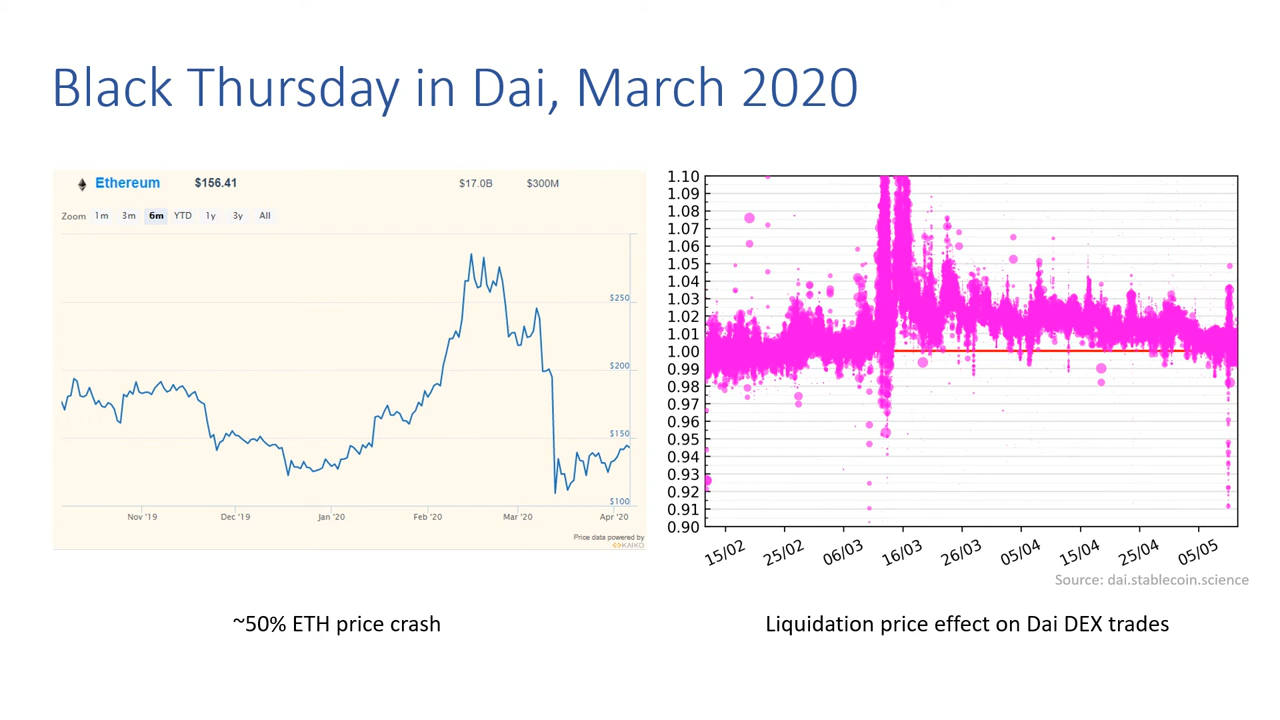 Black Thursday in Dai, March 2020
Ethereum $156.41 $17.0B $300M
Zoom 1m 3m 6m YTD 1y 3y All
$250
$200
$150
$100
Nov '19 Dec '19 Jan '20 Feb '20 Mar '20 Apr '20
Price data powered by
KAIKO
1.10
1.09
1.08
1.07
1.06
1.05
1.04
1.03
1.02
1.01
1.00
0.99
0.98
0.97
0.96
0.95
0.94
0.93
0.92
0.91
0.90
15/02 25/02 06/03 16/03 26/03 05/04 15/04 25/04 05/05
Source: dai.stablecoin.science
~50% ETH price crash
Liquidation price effect on Dai DEX trades